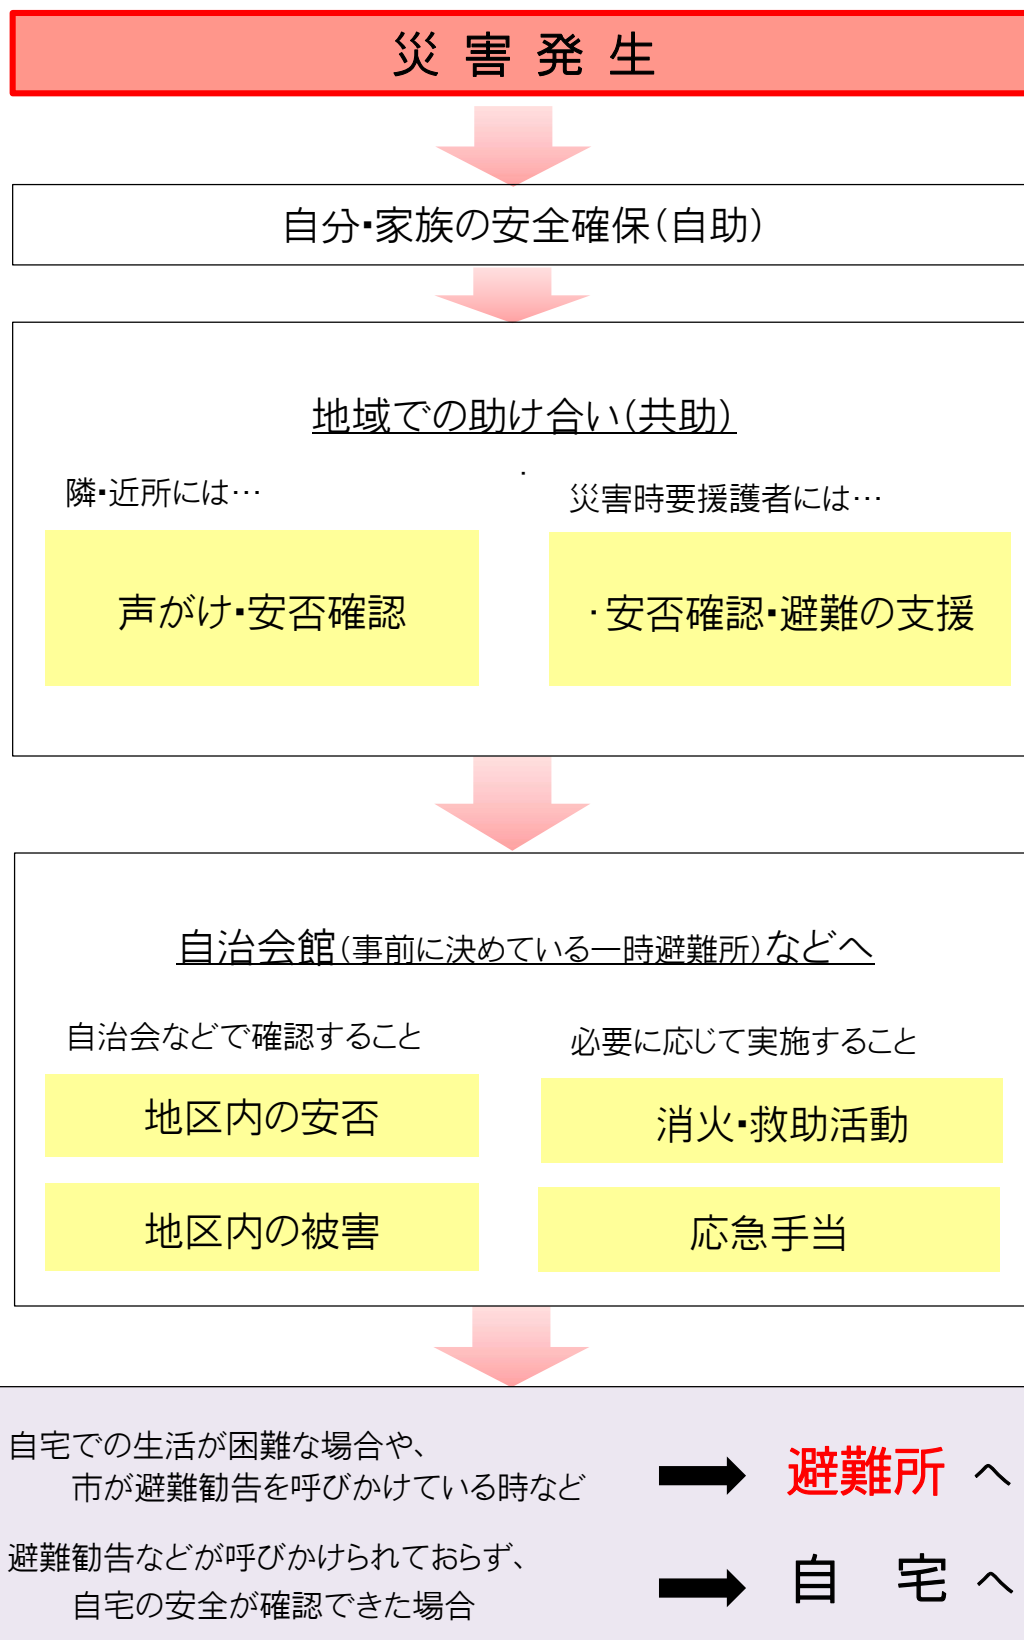 災 害 発 生
自分・家族の安全確保（自助）
地域での助け合い（共助）
隣・近所には…
災害時要援護者には…
声がけ・安否確認
・安否確認・避難の支援
自治会館（事前に決めている一時避難所）などへ
自治会などで確認すること
必要に応じて実施すること
地区内の安否
消火・救助活動
地区内の被害
応急手当
自宅での生活が困難な場合や、
市が避難勧告を呼びかけている時など
避難所 へ
避難勧告などが呼びかけられておらず、
自宅の安全が確認できた場合
自 宅 へ